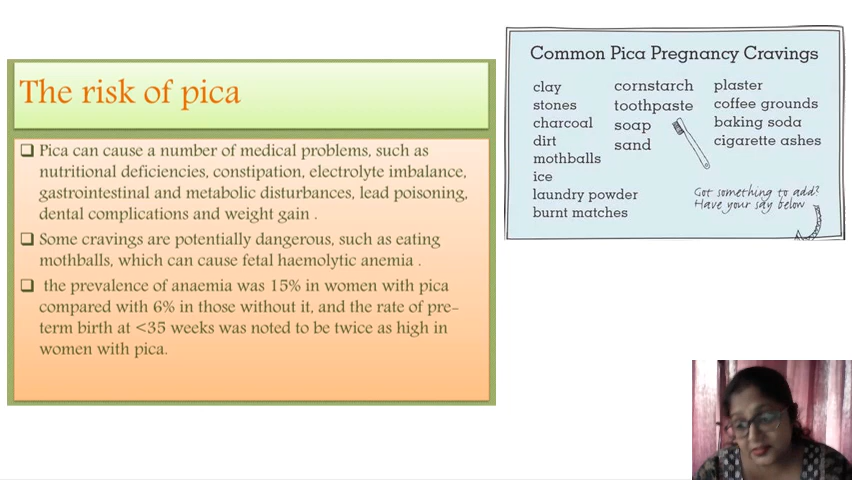 The risk of pica
Pica can cause a number of medical problems, such as
nutritional deficiencies, constipation, electrolyte imbalance,
gastrointestinal and metabolic disturbances, lead poisoning,
dental complications and weight gain .
Some cravings are potentially dangerous, such as eating
mothballs, which can cause fetal haemolytic anemia .
the prevalence of anaemia was 15% in women with pica
compared with 6% in those without it, and the rate of pre-
term birth at <35 weeks was noted to be twice as high in
women with pica.
Common Pica Pregnancy Cravings
clay
stones
charcoal
dirt
mothballs
ice
laundry powder
burnt matches
cornstarch
toothpaste
soap
sand
plaster
coffee grounds
baking soda
cigarette ashes
Got something to add?
Have your say below